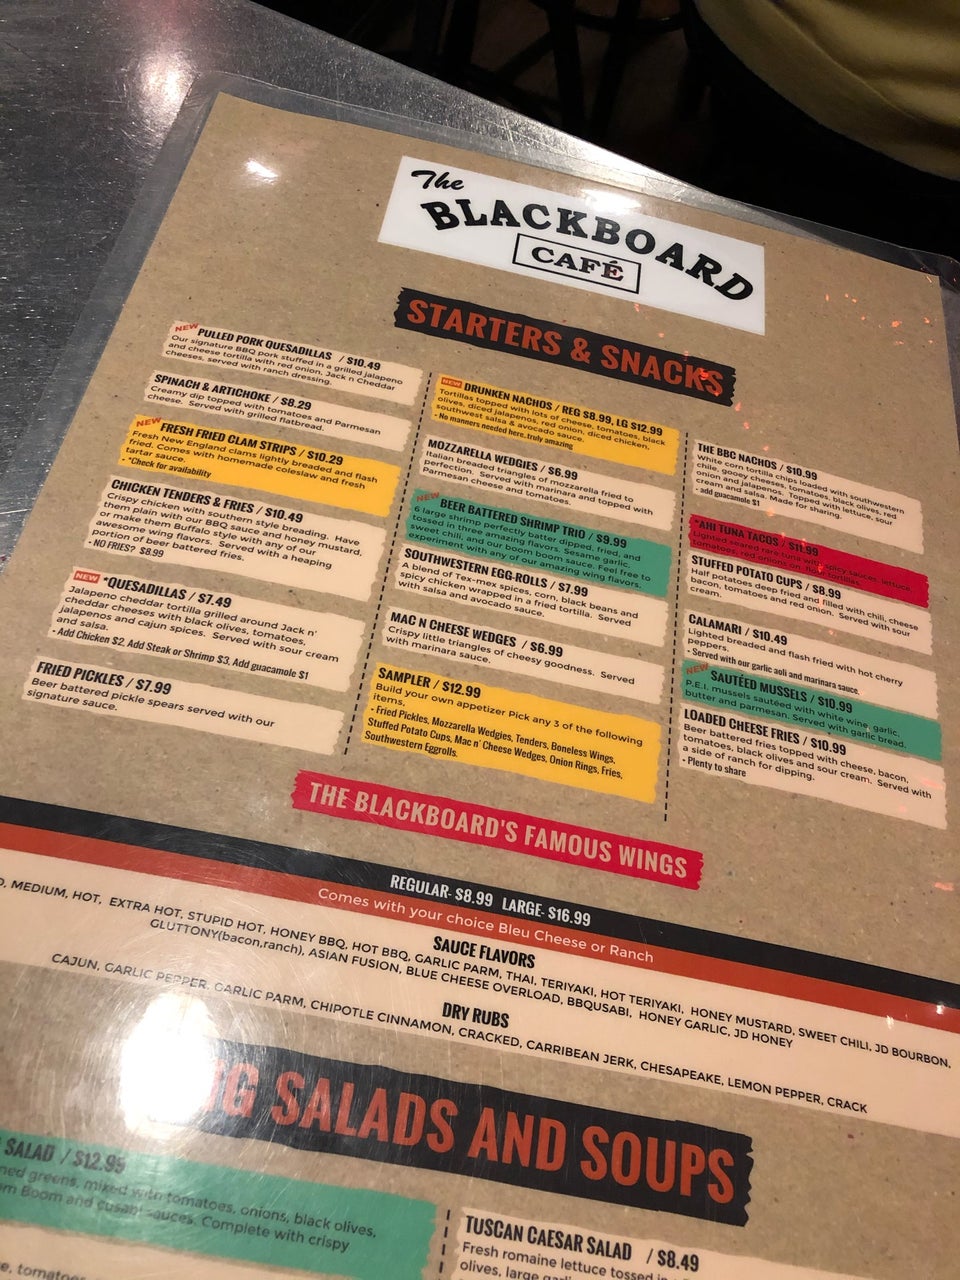 The
BLACKBOARD
CAFÉ
STARTERS & SNACKS
NEW PULLED PORK QUESADILLAS / $10.49
Our signature BBQ pork stuffed in a grilled jalapeno
and cheese tortilla with red onion, Jack n Cheddar
cheeses, served with ranch dressing.
SPINACH & ARTICHOKE / $8.29
Creamy dip topped with tomatoes and Parmesan
cheese. Served with grilled flatbread.
NEW FRESH FRIED CLAM STRIPS / $10.29
Fresh New England clams lightly breaded and flash
fried. Comes with homemade coleslaw and fresh
tartar sauce.
- *Check for availability
CHICKEN TENDERS & FRIES / $10.49
Crispy chicken with southern style breading. Have
them plain with our BBQ sauce and honey mustard,
or make them Buffalo style with any of our
awesome wing flavors. Served with a heaping
portion of beer battered fries.
- NO FRIES? $8.99
NEW *QUESADILLAS / $7.49
Jalapeno cheddar tortilla grilled around Jack n'
cheddar cheeses with black olives, tomatoes,
jalapenos and cajun spices. Served with sour cream
and salsa.
- Add Chicken $2, Add Steak or Shrimp $3, Add guacamole $1
FRIED PICKLES / $7.99
Beer battered pickle spears served with our
signature sauce.
NEW DRUNKEN NACHOS / REG $8.99, LG $12.99
Tortillas topped with lots of cheese, tomatoes, black
olives, diced jalapenos, red onion, diced chicken,
southwest salsa & avocado sauce.
- No manners needed here, truly amazing
MOZZARELLA WEDGIES / $6.99
Italian breaded triangles of mozzarella fried to
perfection. Served with marinara and topped with
Parmesan cheese and tomatoes.
NEW BEER BATTERED SHRIMP TRIO / $9.99
6 large shrimp perfectly batter dipped, fried, and
tossed in three amazing flavors. Sesame garlic,
sweet chili, and our boom boom sauce. Feel free to
experiment with any of our amazing wing flavors.
SOUTHWESTERN EGG-ROLLS / $7.99
A blend of Tex-mex spices, corn, black beans and
spicy chicken wrapped in a fried tortilla. Served
with salsa and avocado sauce.
MAC N CHEESE WEDGES / $6.99
Crispy little triangles of cheesy goodness. Served
with marinara sauce.
SAMPLER / $12.99
Build your own appetizer Pick any 3 of the following
items.
- Fried Pickles, Mozzarella Wedgies, Tenders, Boneless Wings,
Stuffed Potato Cups, Mac n' Cheese Wedges, Onion Rings, Fries,
Southwestern Eggrolls.
THE BBC NACHOS / $10.99
White corn tortilla chips loaded with southwestern
chile, gooey cheeses, tomatoes, black olives, red
onion and jalapenos. Topped with lettuce, sour
cream and salsa. Made for sharing.
- add guacamole $1
*AHI TUNA TACOS / $11.99
Lightly seared rare tuna with spicy sauces, lettuce,
tomatoes, red onions on flour tortillas.
STUFFED POTATO CUPS / $8.99
Half potatoes deep fried and filled with chili, cheese
bacon, tomatoes and red onion. Served with sour
cream.
CALAMARI / $10.49
Lighted breaded and flash fried with hot cherry
peppers.
- Served with our garlic aoli and marinara sauce.
NEW SAUTÉED MUSSELS / $10.99
P.E.I. mussels sautéed with white wine, garlic,
butter and parmesan. Served with garlic bread.
LOADED CHEESE FRIES / $10.99
Beer battered fries topped with cheese, bacon,
tomatoes, black olives and sour cream. Served with
a side of ranch for dipping.
- Plenty to share
THE BLACKBOARD'S FAMOUS WINGS
REGULAR- $8.99 LARGE- $16.99
Comes with your choice Bleu Cheese or Ranch
SAUCE FLAVORS
MEDIUM, HOT, EXTRA HOT, STUPID HOT, HONEY BBQ, HOT BBQ, GARLIC PARM, THAI, TERIYAKI, HOT TERIYAKI, HONEY MUSTARD, SWEET CHILI, JD BOURBON,
GLUTTONY(bacon,ranch), ASIAN FUSION, BLUE CHEESE OVERLOAD, BBQUSABI, HONEY GARLIC, JD HONEY
DRY RUBS
CAJUN, GARLIC PEPPER, GARLIC PARM, CHIPOTLE CINNAMON, CRACKED, CARRIBEAN JERK, CHESAPEAKE, LEMON PEPPER, CRACK
SALADS AND SOUPS
SALAD / $12.95
greens, mixed with tomatoes, onions, black olives,
Boom and sauces. Complete with crispy
tomatoes
TUSCAN CAESAR SALAD / $8.49
Fresh romaine lettuce tossed in
olives, large